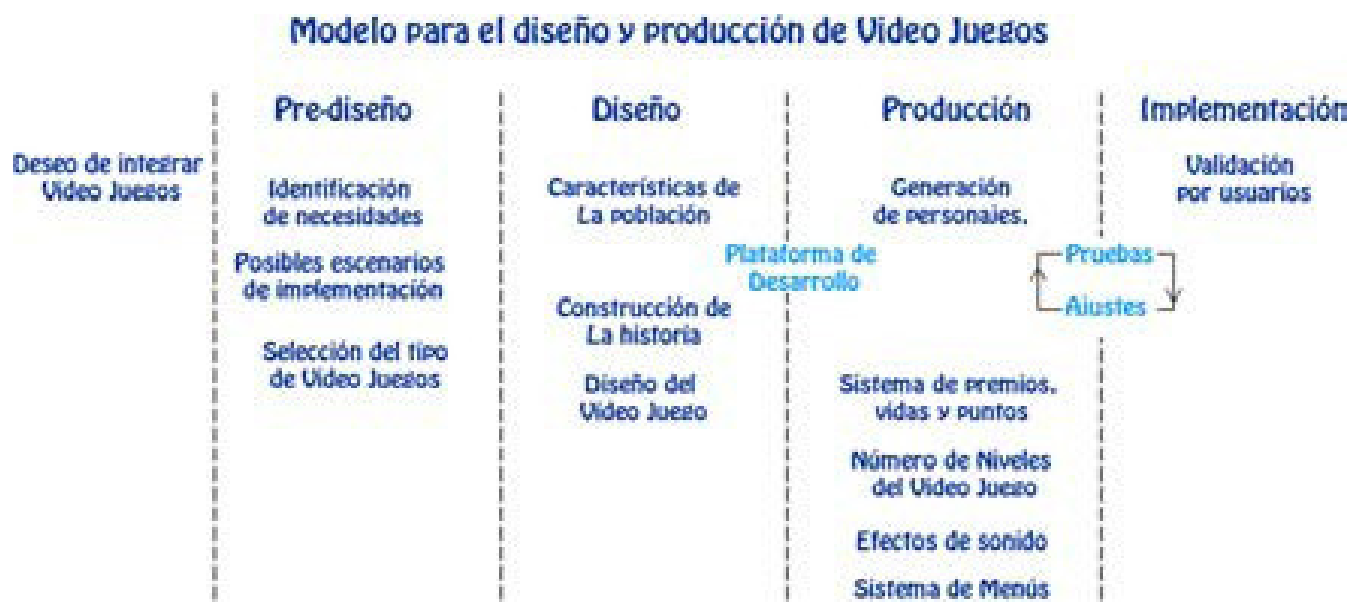 Modelo para el diseño y producción de Video Juegos
Deseo de integrar
Video Juegos
Pre-diseño
Identificación
de necesidades
Posibles escenarios
de implementación
Selección del tipo
de Video Juegos
Diseño
Características de
La población
Construcción de
La historia
Diseño del
Video Juego
Plataforma de
Desarrollo
Producción
Generación
de personajes.
Sistema de premios,
vidas y puntos
Número de Niveles
del Video Juego
Efectos de sonido
Sistema de Menús
Pruebas
Ajustes
Implementación
Validación
por usuarios